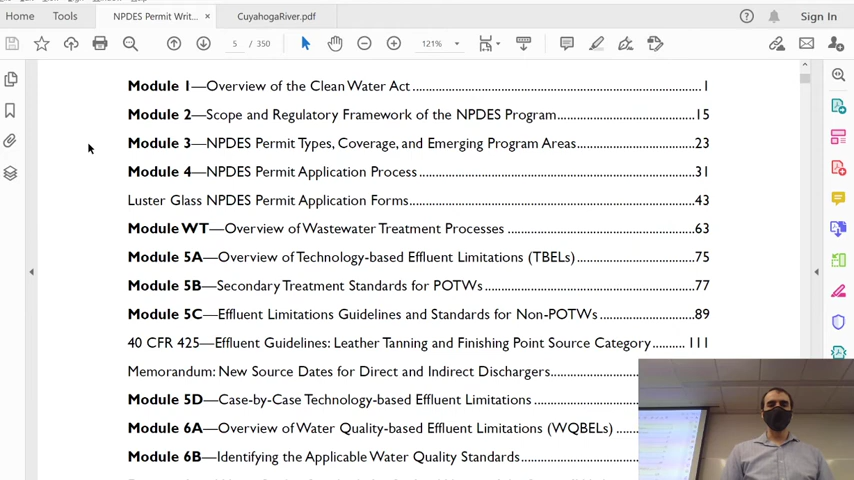 Home Tools NPDES Permit Writ... × CuyahogaRiver.pdf Sign In
5 / 350 121%
Module 1—Overview of the Clean Water Act 1
Module 2—Scope and Regulatory Framework of the NPDES Program 15
Module 3—NPDES Permit Types, Coverage, and Emerging Program Areas 23
Module 4—NPDES Permit Application Process 31
Luster Glass NPDES Permit Application Forms 43
Module WT—Overview of Wastewater Treatment Processes 63
Module 5A—Overview of Technology-based Effluent Limitations (TBELs) 75
Module 5B—Secondary Treatment Standards for POTWs 77
Module 5C—Effluent Limitations Guidelines and Standards for Non-POTWs 89
40 CFR 425—Effluent Guidelines: Leather Tanning and Finishing Point Source Category 111
Memorandum: New Source Dates for Direct and Indirect Dischargers
Module 5D—Case-by-Case Technology-based Effluent Limitations
Module 6A—Overview of Water Quality-based Effluent Limitations (WQBELs)
Module 6B—Identifying the Applicable Water Quality Standards